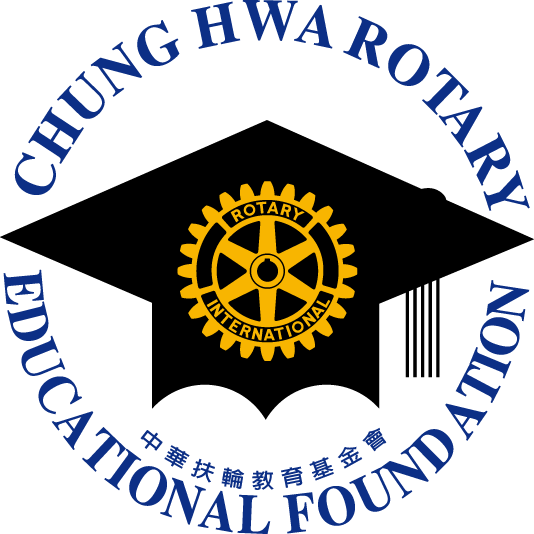 CHUNG HWA ROTARY
ROTARY
INTERNATIONAL
中華扶輪教育基金會
EDUCATIONAL FOUNDATION